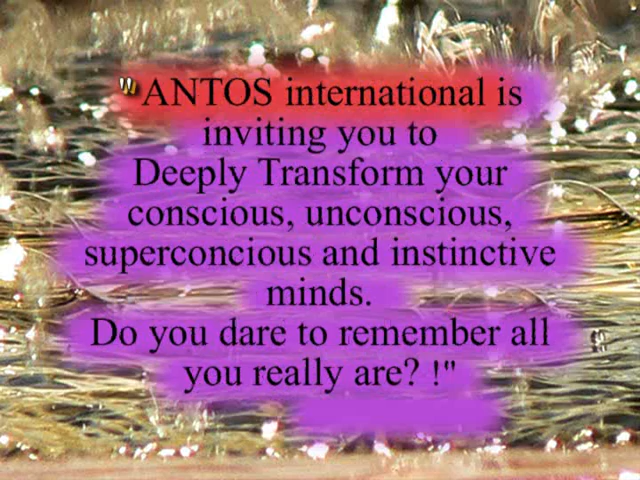 "ANTOS international is
inviting you to
Deeply Transform your
conscious, unconscious,
superconcious and instinctive
minds.
Do you dare to remember all
you really are? !"